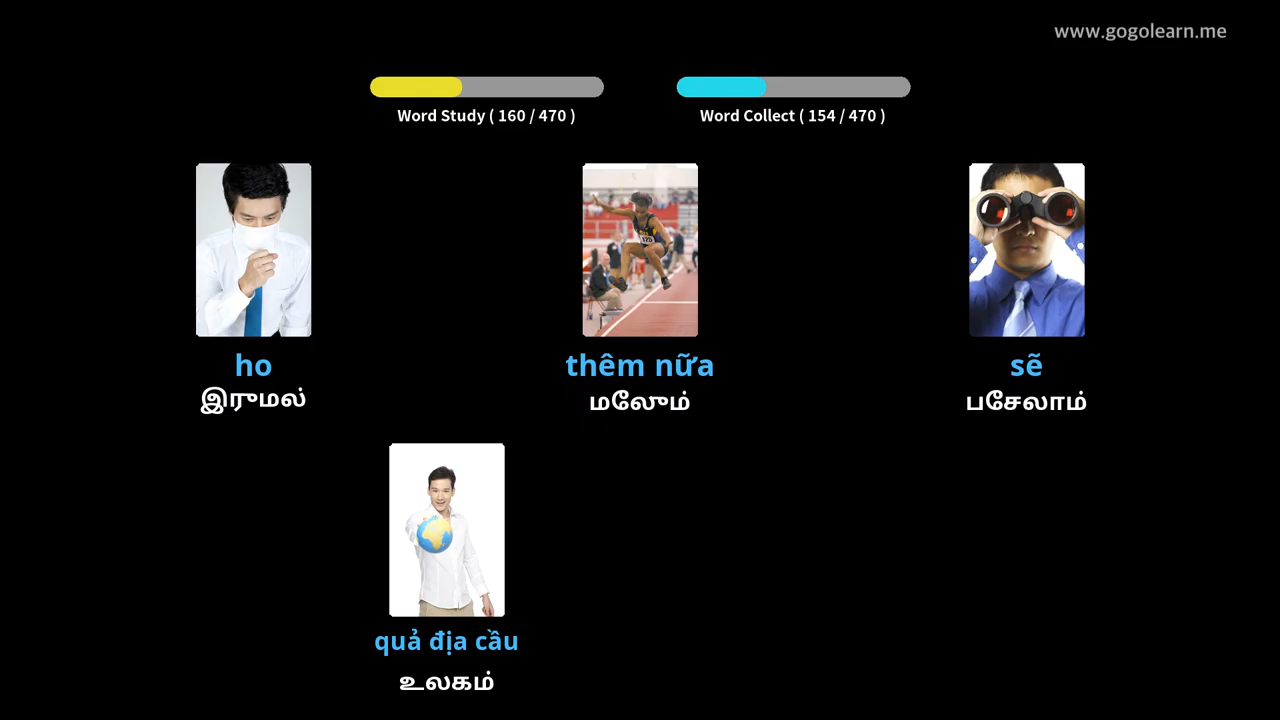 www.gogolearn.me
Word Study ( 160 / 470 )
Word Collect ( 154 / 470 )
ho
இருமல்
thêm nữa
மலேும்
sẽ
பசேலாம்
quả địa cầu
உலகம்